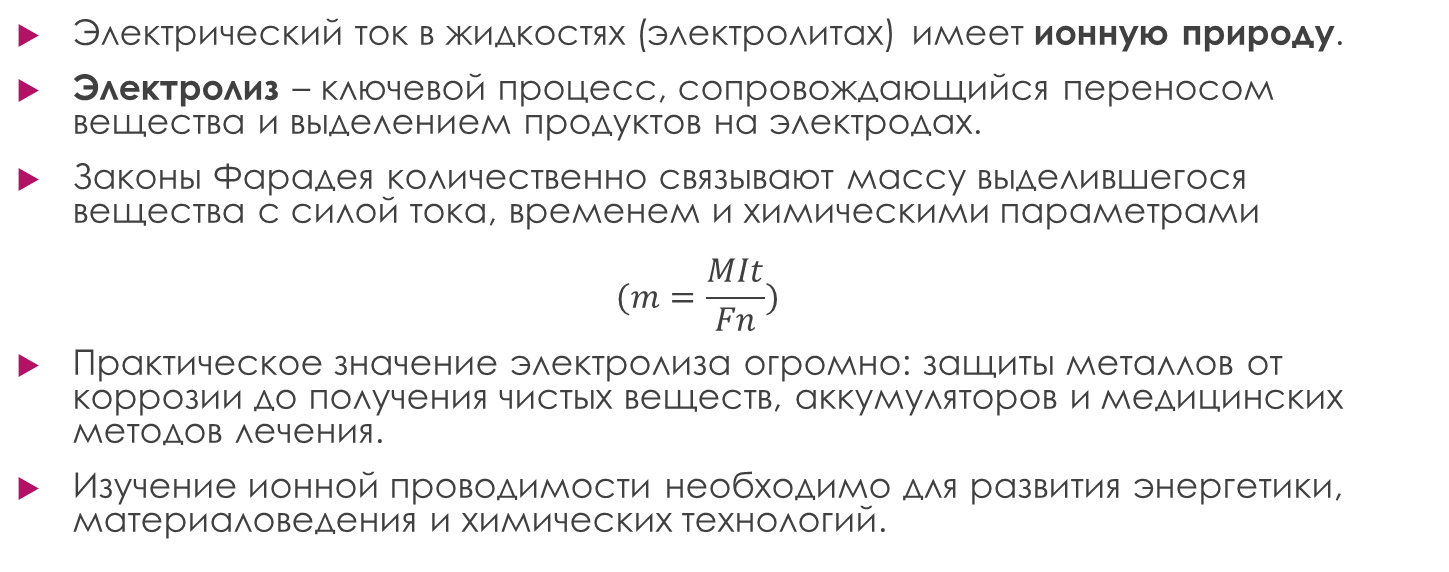 Электрический ток в жидкостях (электролитах) имеет ионную природу.
Электролиз – ключевой процесс, сопровождающийся переносом
вещества и выделением продуктов на электродах.
Законы Фарадея количественно связывают массу выделившегося
вещества с силой тока, временем и химическими параметрами
(m = MIt/Fn)
Практическое значение электролиза огромно: защиты металлов от
коррозии до получения чистых веществ, аккумуляторов и медицинских
методов лечения.
Изучение ионной проводимости необходимо для развития энергетики,
материаловедения и химических технологий.